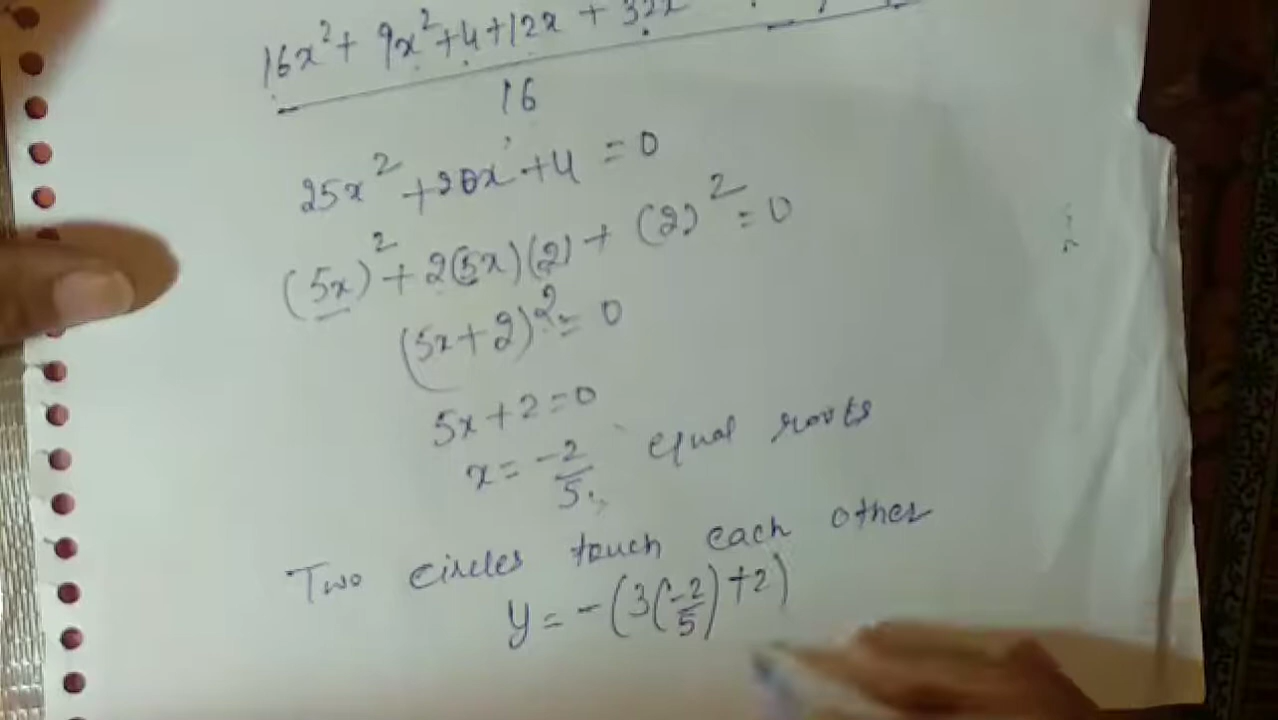 16x² + 9x² + 4 + 12x + 32x
16
25x² + 20x + 4 = 0
(5x)² + 2(5x)(2) + (2)² = 0
(5x + 2)² = 0
5x + 2 = 0
x = -2/5. equal roots
Two circles touch each other
y = -(3(-2/5) + 2)